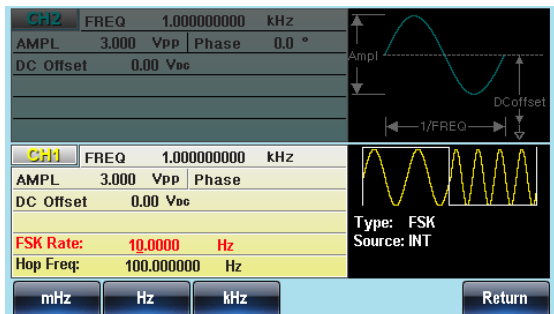 CH2 FREQ 1.000000000 kHz
AMPL 3.000 Vpp Phase 0.0 °
DC Offset 0.00 VDC
Ampl
DCoffset
1/FREQ
CH1 FREQ 1.000000000 kHz
AMPL 3.000 Vpp Phase
DC Offset 0.00 VDC
FSK Rate: 10.0000 Hz
Hop Freq: 100.000000 Hz
Type: FSK
Source: INT
mHz Hz kHz Return